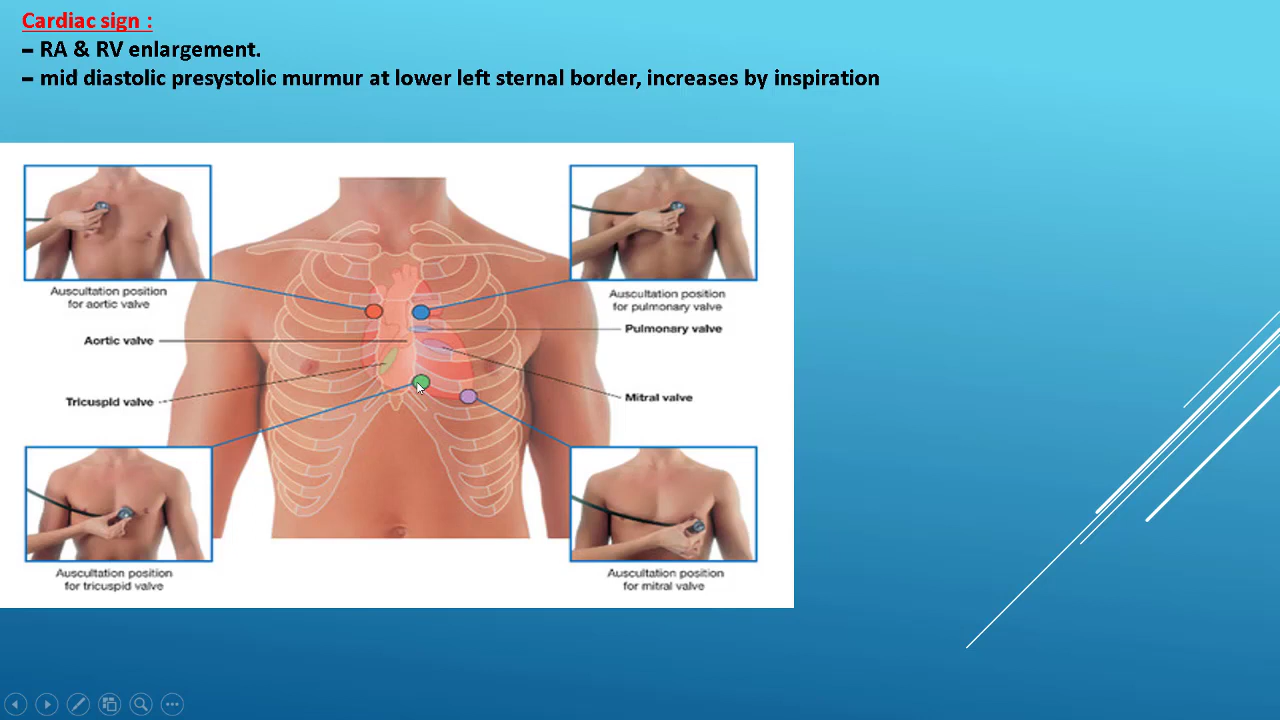 Cardiac sign :
– RA & RV enlargement.
– mid diastolic presystolic murmur at lower left sternal border, increases by inspiration
Auscultation position
for aortic valve
Auscultation position
for pulmonary valve
Aortic valve
Pulmonary valve
Tricuspid valve
Mitral valve
Auscultation position
for tricuspid valve
Auscultation position
for mitral valve